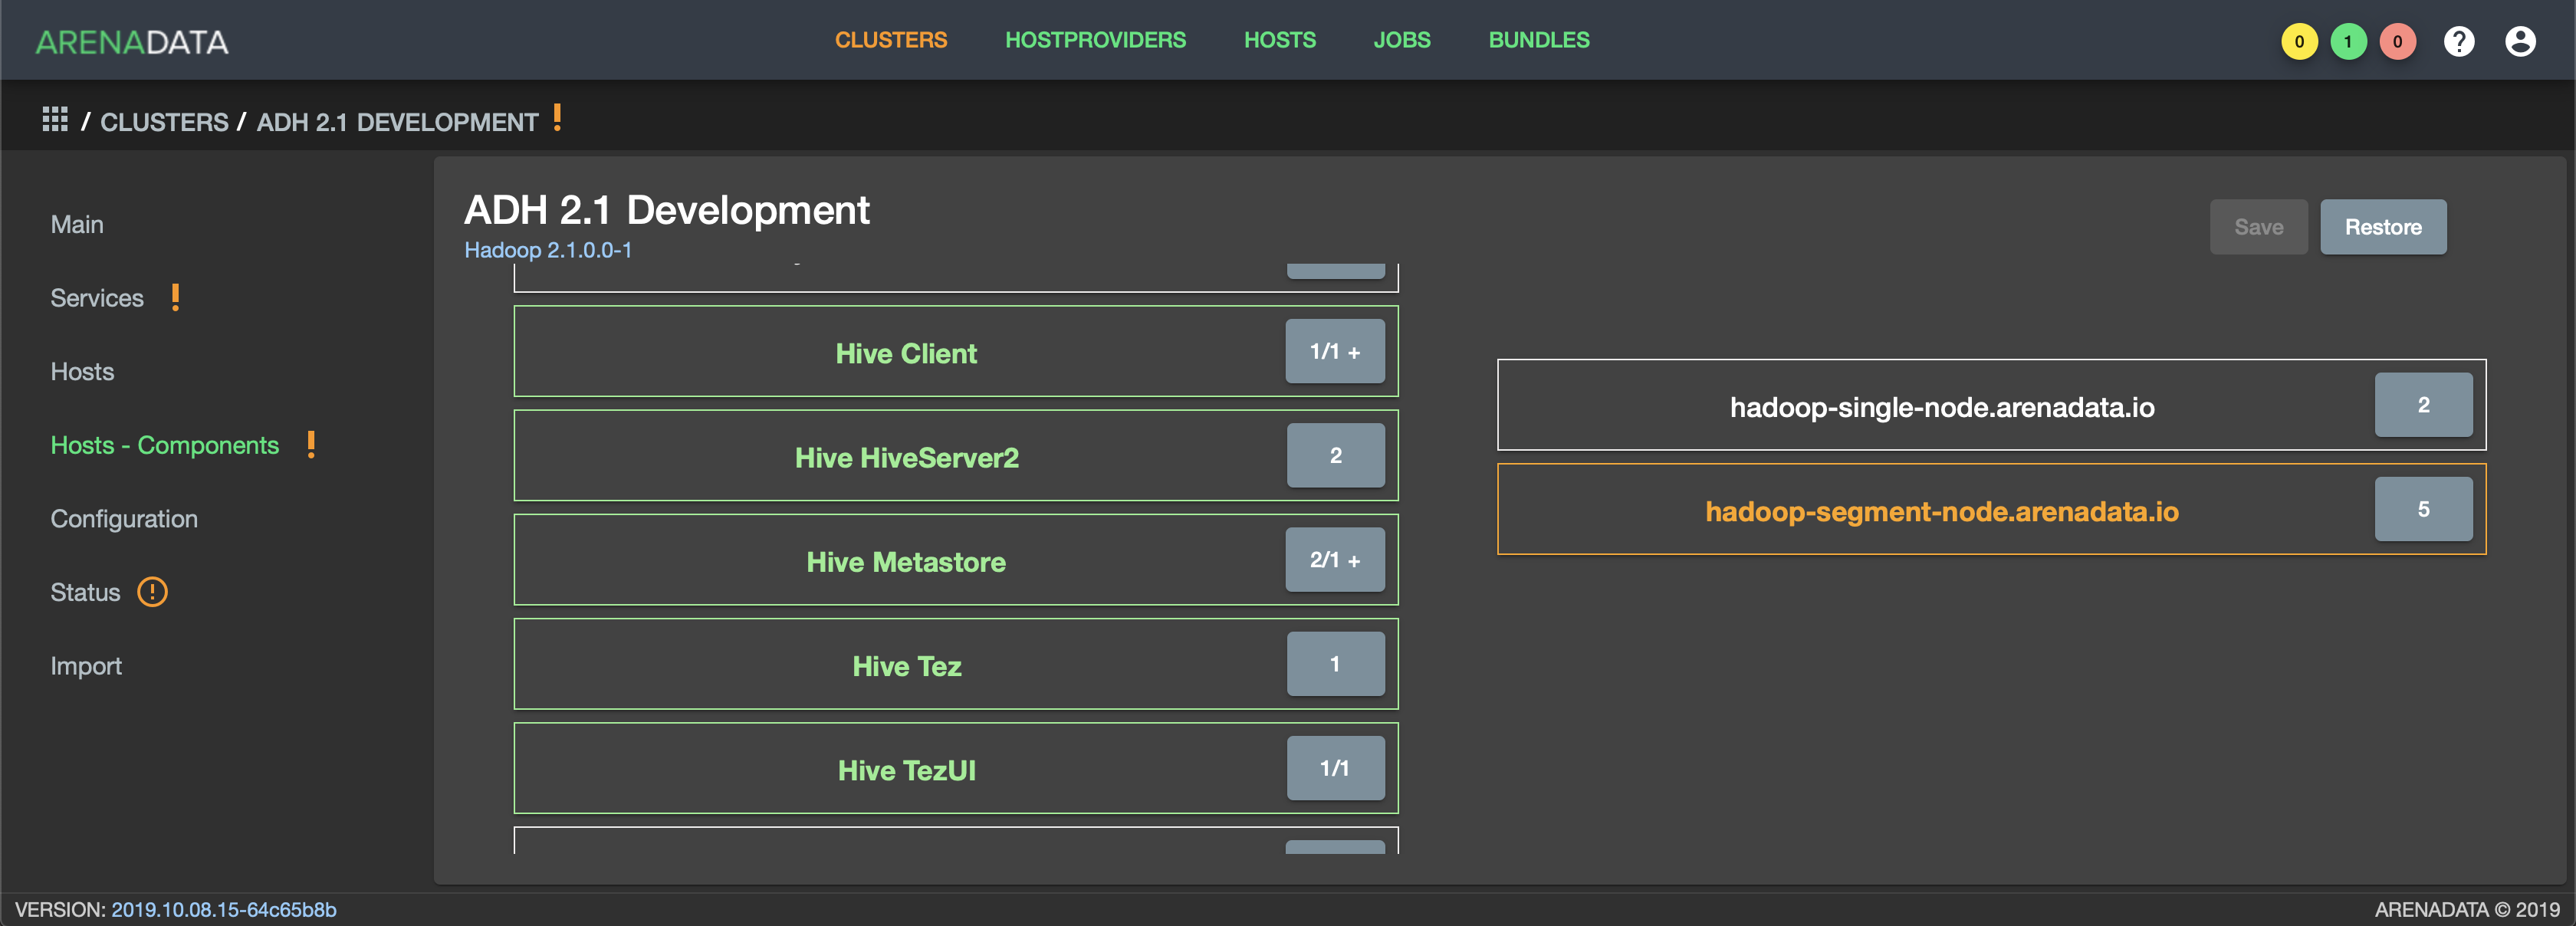 ARENADATA
CLUSTERS HOSTPROVIDERS HOSTS JOBS BUNDLES
0 1 0 ?
/ CLUSTERS / ADH 2.1 DEVELOPMENT !
Main
Services !
Hosts
Hosts - Components !
Configuration
Status !
Import
ADH 2.1 Development
Hadoop 2.1.0.0-1
Save Restore
Hive Client 1/1 +
Hive HiveServer2 2
Hive Metastore 2/1 +
Hive Tez 1
Hive TezUI 1/1
hadoop-single-node.arenadata.io 2
hadoop-segment-node.arenadata.io 5
VERSION: 2019.10.08.15-64c65b8b
ARENADATA © 2019